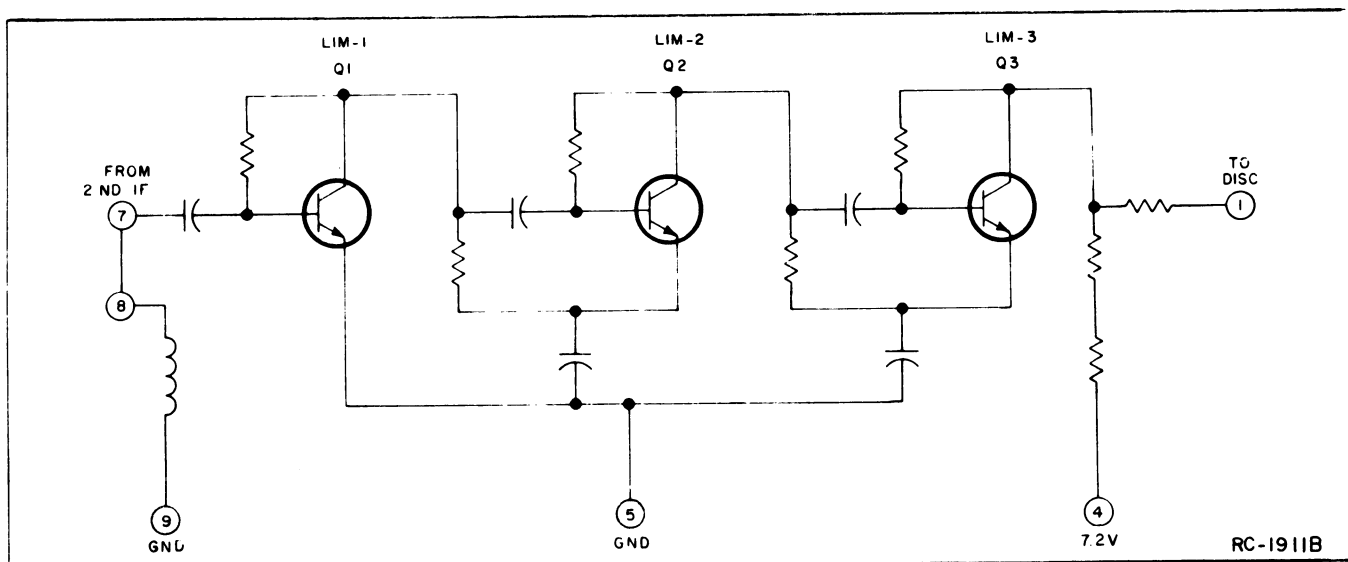 LIM-1
Q1
LIM-2
Q2
LIM-3
Q3
FROM
2 ND IF
7
8
9
GND
5
GND
4
7.2V
TO
DISC
1
RC-1911B